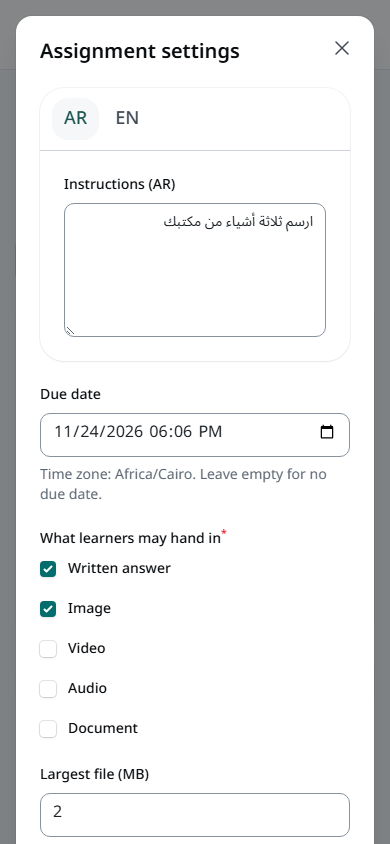 Assignment settings
AR EN
Instructions (AR)
ارسم ثلاثة أشياء من مكتبك
Due date
11/24/2026 06:06 PM
Time zone: Africa/Cairo. Leave empty for no
due date.
What learners may hand in*
Written answer
Image
Video
Audio
Document
Largest file (MB)
2